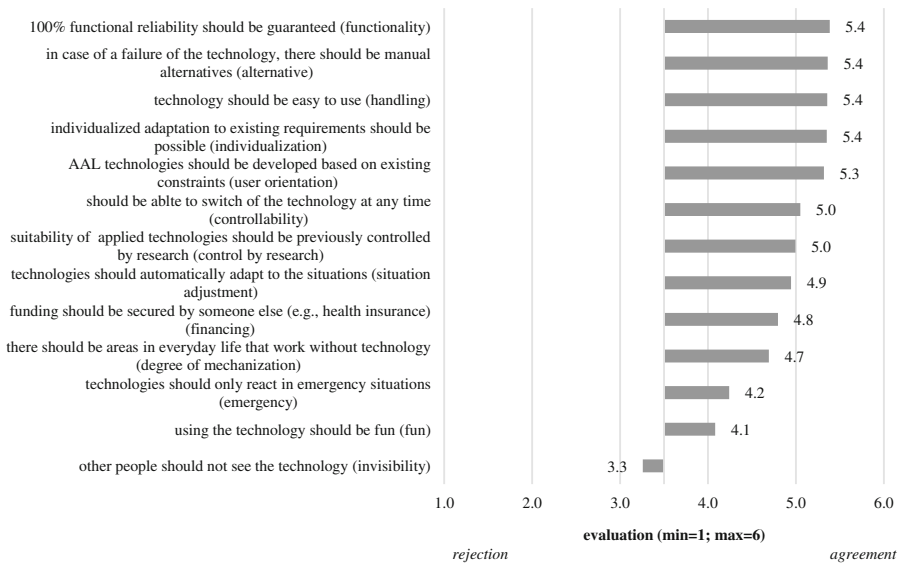 100% functional reliability should be guaranteed (functionality)
5.4
in case of a failure of the technology, there should be manual
alternatives (alternative)
5.4
technology should be easy to use (handling)
5.4
individualized adaptation to existing requirements should be
possible (individualization)
5.4
AAL technologies should be developed based on existing
constraints (user orientation)
5.3
should be ablte to switch of the technology at any time
(controllability)
5.0
suitability of applied technologies should be previously controlled
by research (control by research)
5.0
technologies should automatically adapt to the situations (situation
adjustment)
4.9
funding should be secured by someone else (e.g., health insurance)
(financing)
4.8
there should be areas in everyday life that work without technology
(degree of mechanization)
4.7
technologies should only react in emergency situations
(emergency)
4.2
using the technology should be fun (fun)
4.1
other people should not see the technology (invisibility)
3.3
1.0 2.0 3.0 4.0 5.0 6.0
evaluation (min=1; max=6)
rejection agreement